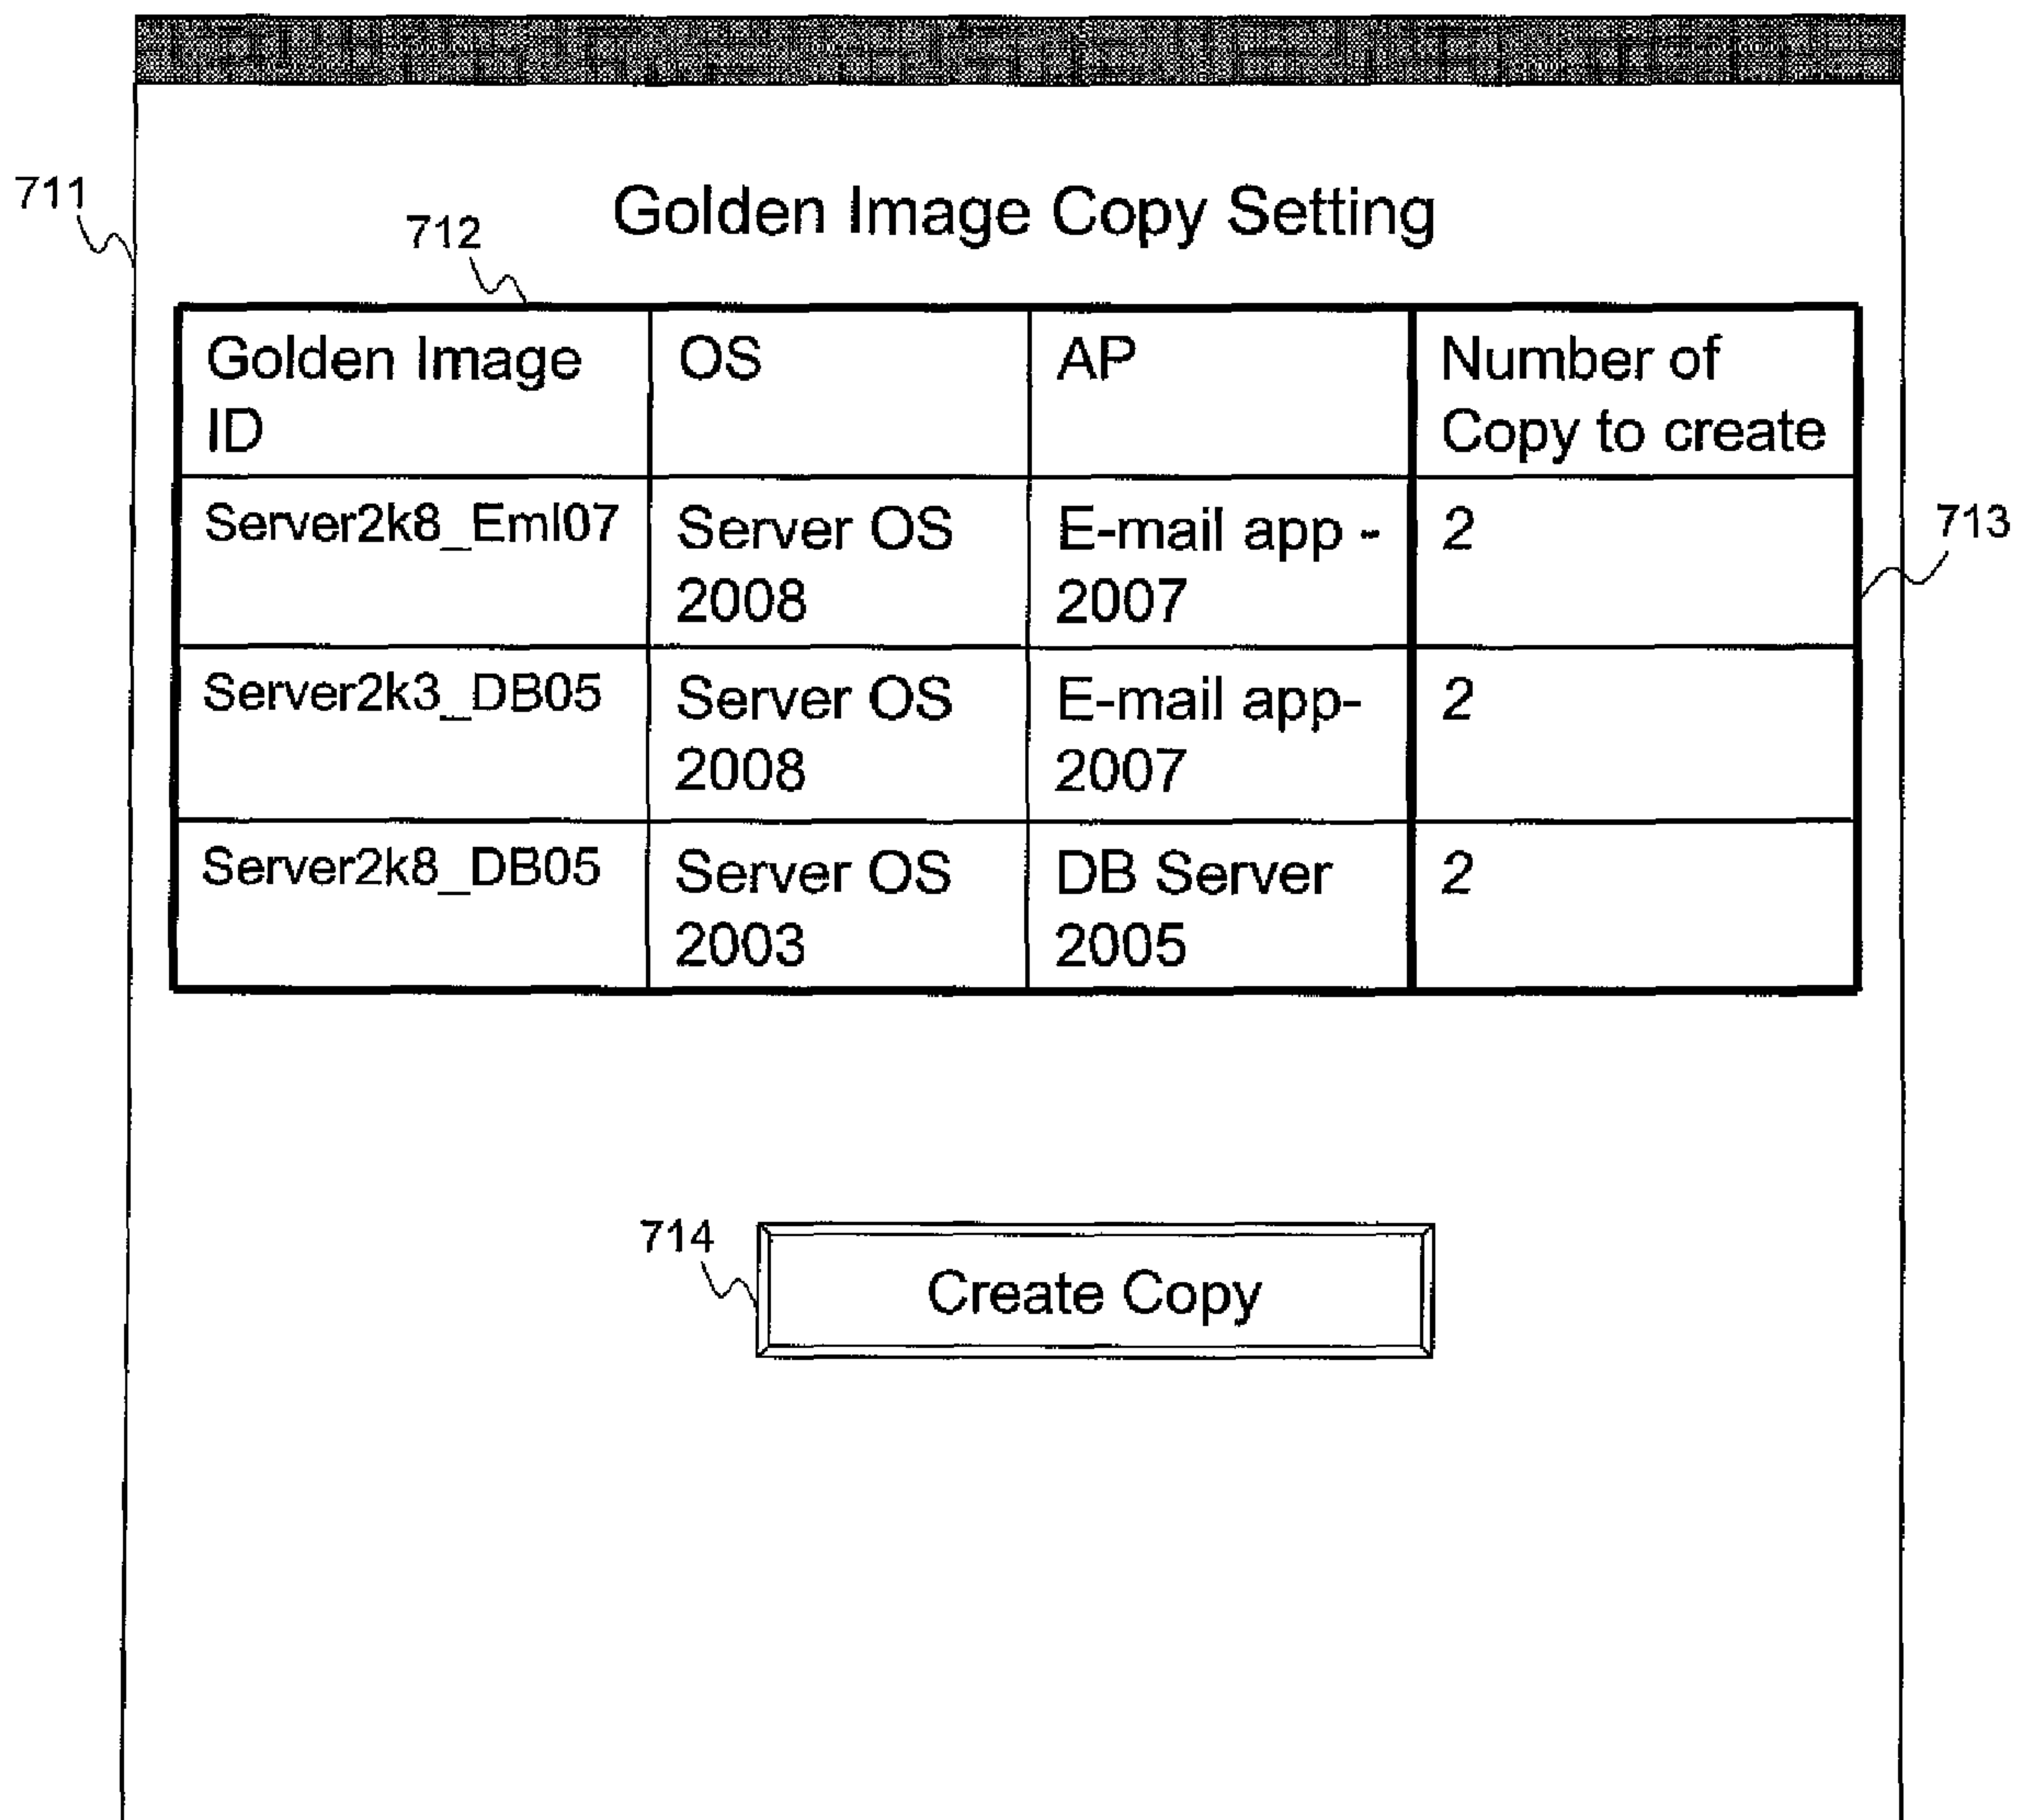 711
Golden Image Copy Setting
712
Golden Image
ID
OS
AP
Number of
Copy to create
Server2k8_Eml07
Server OS
2008
E-mail app -
2007
2
713
Server2k3_DB05
Server OS
2008
E-mail app-
2007
2
Server2k8_DB05
Server OS
2003
DB Server
2005
2
714
Create Copy